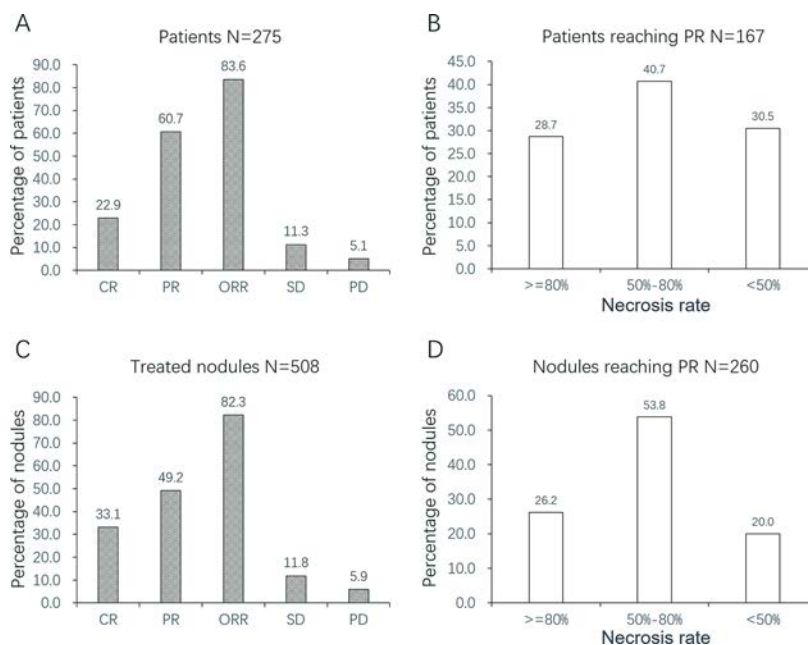 A
Patients N=275
Percentage of patients
90.0
80.0
70.0
60.0
50.0
40.0
30.0
20.0
10.0
0.0
22.9
60.7
83.6
11.3
5.1
CR PR ORR SD PD
B
Patients reaching PR N=167
Percentage of patients
45.0
40.0
35.0
30.0
25.0
20.0
15.0
10.0
5.0
0.0
28.7
40.7
30.5
>=80% 50%-80% <50%
Necrosis rate
C
Treated nodules N=508
Percentage of nodules
90.0
80.0
70.0
60.0
50.0
40.0
30.0
20.0
10.0
0.0
33.1
49.2
82.3
11.8
5.9
CR PR ORR SD PD
D
Nodules reaching PR N=260
Percentage of nodules
60.0
50.0
40.0
30.0
20.0
10.0
0.0
26.2
53.8
20.0
>=80% 50%-80% <50%
Necrosis rate